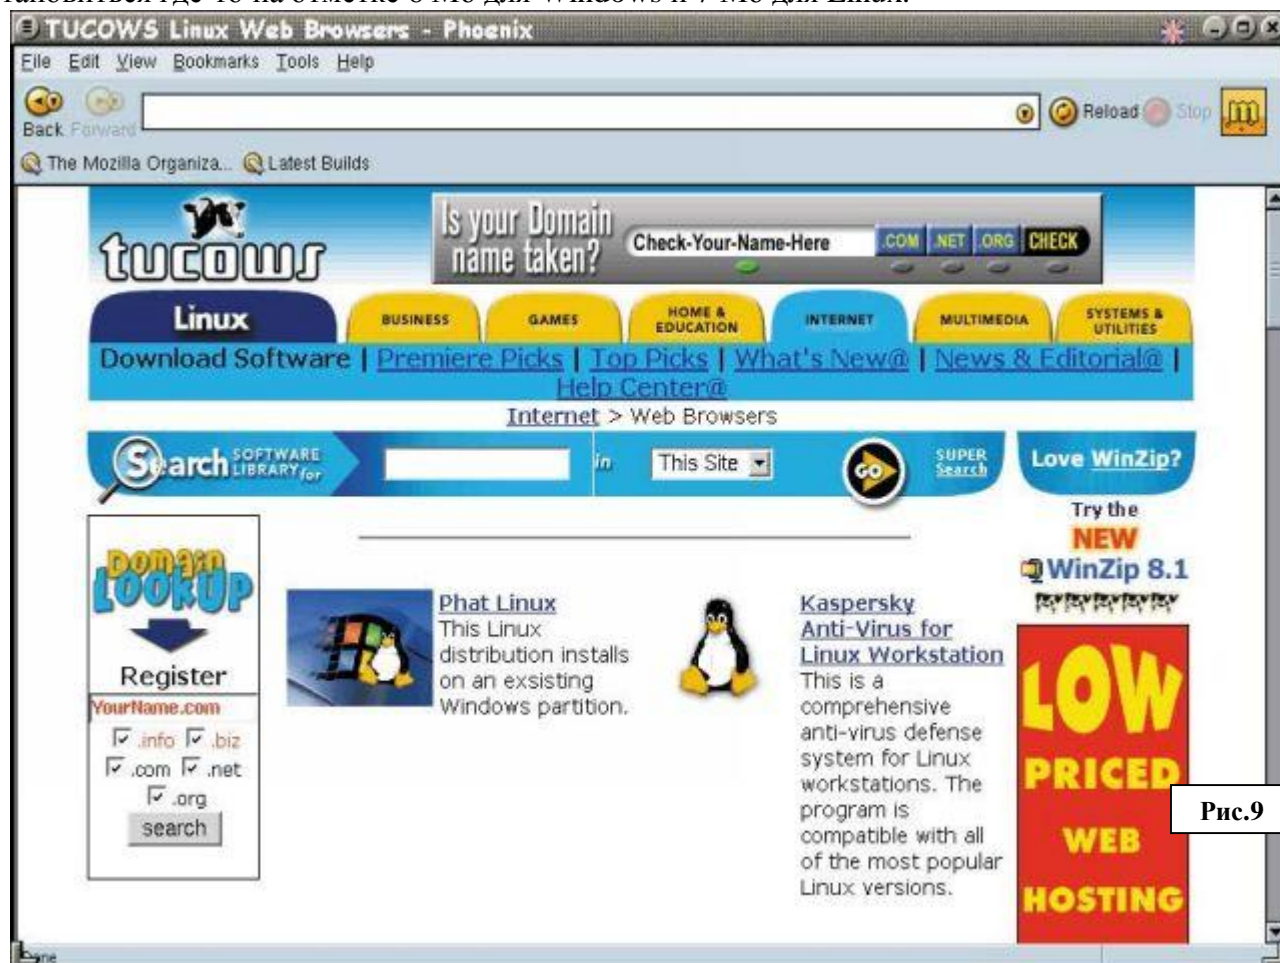 TUCOWS Linux Web Browsers - Phoenix
File Edit View Bookmarks Tools Help
Back Forward Reload Stop
The Mozilla Organiza... Latest Builds
tucows
Is your Domain
name taken?
Check-Your-Name-Here .COM .NET .ORG CHECK
Linux BUSINESS GAMES HOME & EDUCATION INTERNET MULTIMEDIA SYSTEMS & UTILITIES
Download Software | Premiere Picks | Top Picks | What's New@ | News & Editorial@ |
Help Center@
Internet > Web Browsers
Search SOFTWARE LIBRARY for in This Site GO SUPER Search Love WinZip?
Try the
NEW
WinZip 8.1
Domain
LOOKUP
Register
YourName.com
.info .biz
.com .net
.org
search
Phat Linux
This Linux
distribution installs
on an exsisting
Windows partition.
Kaspersky
Anti-Virus for
Linux Workstation
This is a
comprehensive
anti-virus defense
system for Linux
workstations. The
program is
compatible with all
of the most popular
Linux versions.
LOW
PRICED
WEB
HOSTING
Рис.9